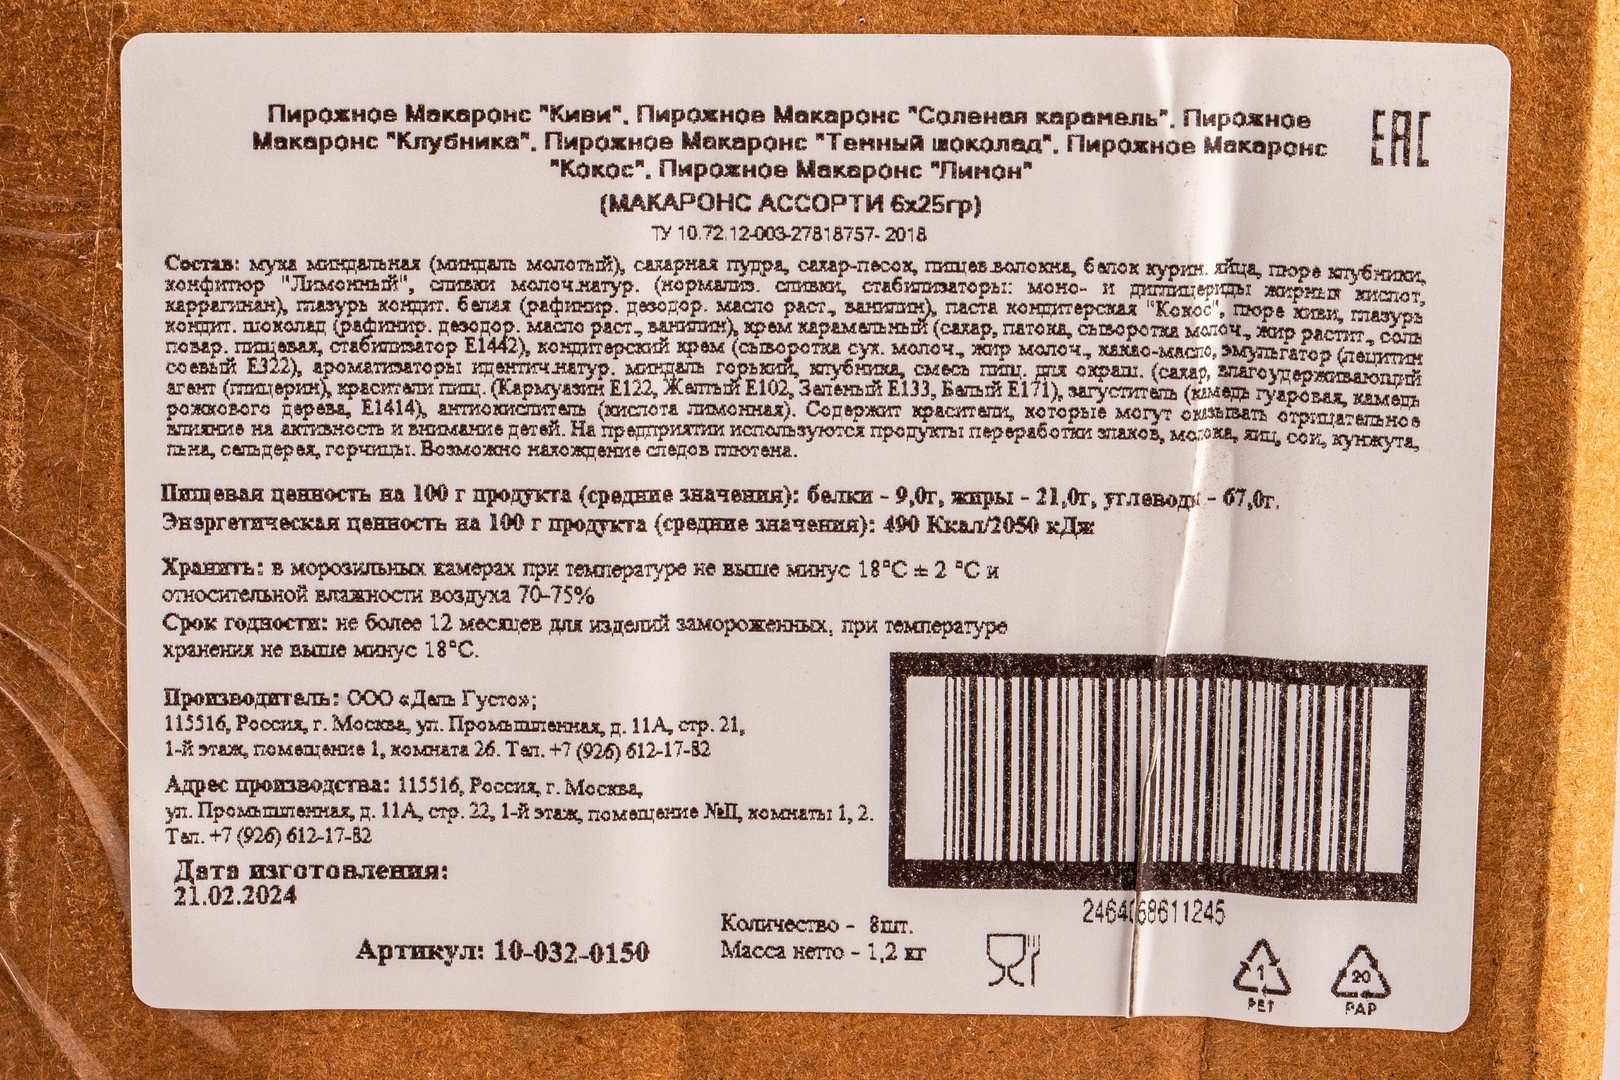 Пирожное Макаронс "Киви", Пирожное Макаронс "Соленая карамель", Пирожное
Макаронс "Клубника", Пирожное Макаронс "Темный шоколад", Пирожное Макаронс
"Кокос", Пирожное Макаронс "Лимон"
ЕАС
(МАКАРОНС АССОРТИ 6х25гр)
ТУ 10.72.12-003-27818757- 2018
Состав: мука миндальная (миндаль молотый), сахарная пудра, сахар-песок, пищев.волокна, белок курин. яйца, пюре клубники,
конфитюр "Лимонный", сливки молоч.натур. (нормализ. сливки, стабилизаторы: моно- и диглицериды жирных кислот,
каррагинан), глазурь кондит. белая (рафинир. дезодор. масло раст., ванилин), паста кондитерская "Кокос", пюре киви, глазурь
кондит. шоколад (рафинир. дезодор. масло раст., ванилин), крем карамельный (сахар, патока, сыворотка молоч., жир растит., соль
повар. пищевая, стабилизатор Е1442), кондитерский крем (сыворотка сух. молоч., жир молоч., какао-масло, эмульгатор (лецитин
соевый Е322), ароматизаторы идентич.натур. миндаль горький, клубника, смесь пищ. для окраш. (сахар, влагоудерживающий
агент (глицерин), красители пищ. (Кармуазин Е122, Желтый Е102, Зеленый Е133, Белый Е171), загуститель (камедь гуаровая, камедь
рожкового дерева, Е1414), антиокислитель (кислота лимонная). Содержит красители, которые могут оказывать отрицательное
влияние на активность и внимание детей. На предприятии используются продукты переработки злаков, молока, яиц, сои, кунжута,
льна, сельдерея, горчицы. Возможно нахождение следов глютена.
Пищевая ценность на 100 г продукта (средние значения): белки - 9,0г, жиры - 21,0г, углеводы - 67,0г.
Энергетическая ценность на 100 г продукта (средние значения): 490 Ккал/2050 кДж
Хранить: в морозильных камерах при температуре не выше минус 18°С ± 2 °С и
относительной влажности воздуха 70-75%
Срок годности: не более 12 месяцев для изделий замороженных, при температуре
хранения не выше минус 18°С.
Производитель: ООО «Даль Густо»;
115516, Россия, г. Москва, ул. Промышленная, д. 11А, стр. 21,
1-й этаж, помещение 1, комната 26. Тел. +7 (926) 612-17-82
Адрес производства: 115516, Россия, г. Москва,
ул. Промышленная, д. 11А, стр. 22, 1-й этаж, помещение №II, комнаты 1, 2.
Тел. +7 (926) 612-17-82
Дата изготовления:
21.02.2024
Артикул: 10-032-0150
Количество - 8шт.
Масса нетто - 1,2 кг
2464068611245
1
PET
20
PAP